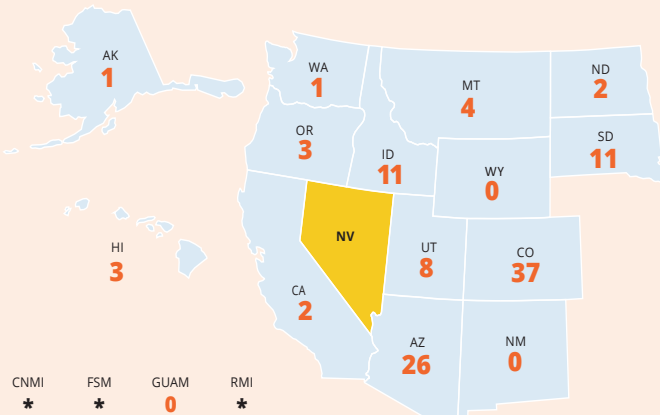 AK
1
WA
1
MT
4
ND
2
OR
3
ID
11
SD
11
WY
0
HI
3
NV
UT
8
CO
37
CA
2
AZ
26
NM
0
CNMI FSM GUAM RMI
* * 0 *